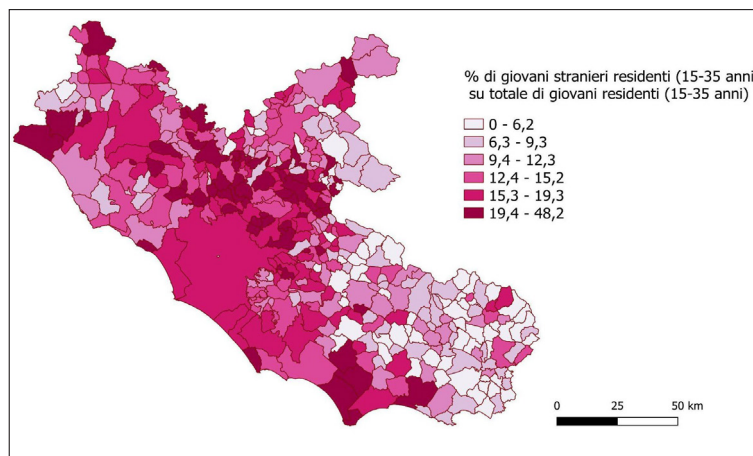 % di giovani stranieri residenti (15-35 anni)
su totale di giovani residenti (15-35 anni)
0 - 6,2
6,3 - 9,3
9,4 - 12,3
12,4 - 15,2
15,3 - 19,3
19,4 - 48,2
0 25 50 km